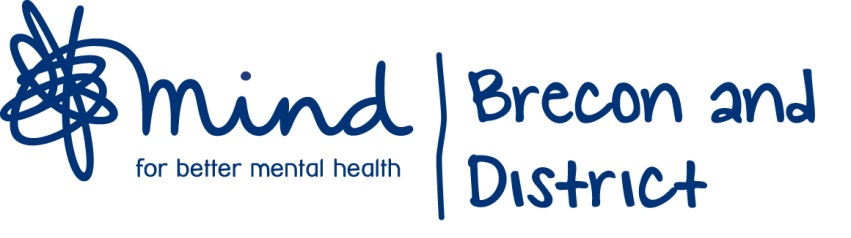 mind
for better mental health
Brecon and
District